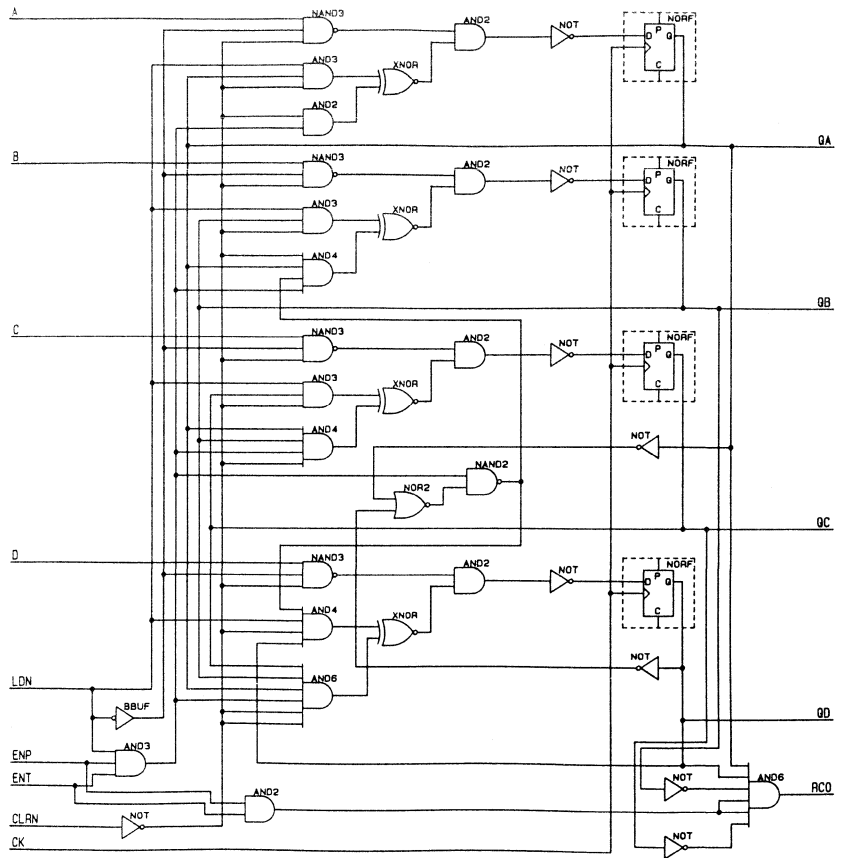 A
NAND3
AND2
NOT
NORF
D P Q
C
AND3
XNOR
AND2
QA
B
NAND3
AND2
NOT
NORF
D P Q
C
AND3
XNOR
AND4
QB
C
NAND3
AND2
NOT
NORF
D P Q
C
AND3
XNOR
AND4
NOT
NAND2
NOR2
QC
D
NAND3
AND2
NOT
NORF
D P Q
C
AND4
XNOR
NOT
AND6
LDN
BBUF
QD
AND3
ENP
ENT
AND2
NOT
AND6
RCO
CLRN
NOT
CK
NOT